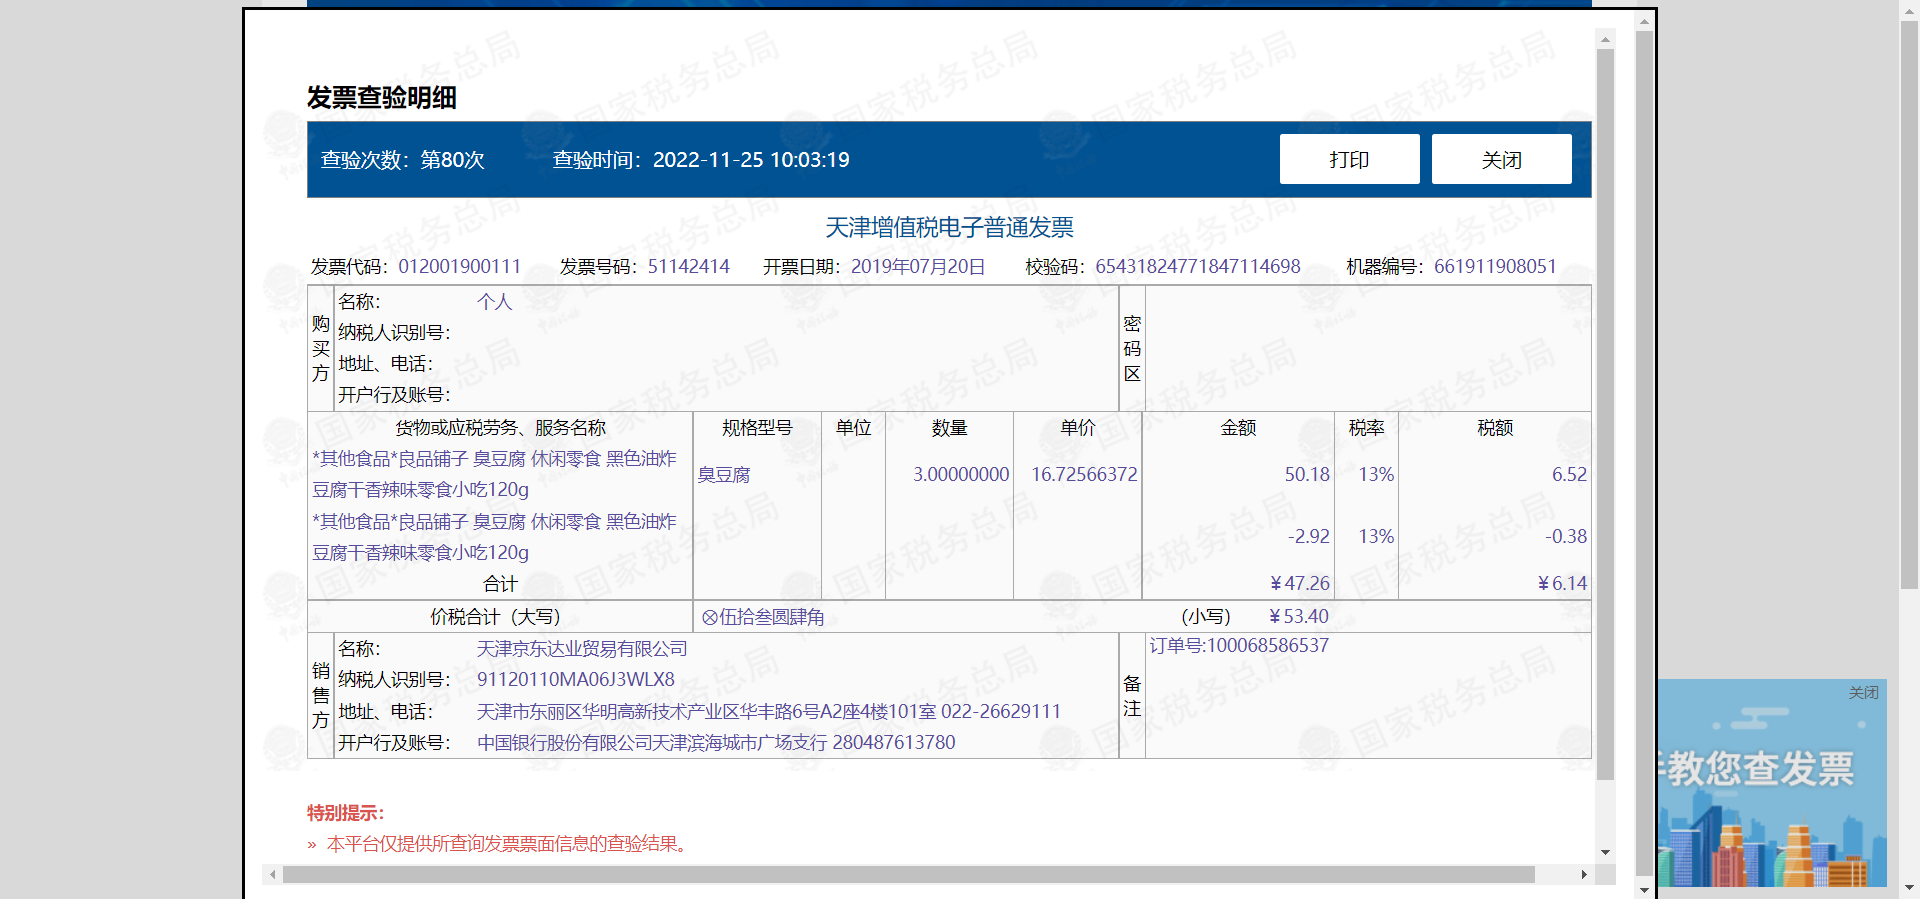 发票查验明细
查验次数：第80次 查验时间：2022-11-25 10:03:19 打印 关闭
天津增值税电子普通发票
发票代码：012001900111 发票号码：51142414 开票日期：2019年07月20日 校验码：65431824771847114698 机器编号：661911908051
购买方
名称： 个人
纳税人识别号：
地址、电话：
开户行及账号：
密码区
货物或应税劳务、服务名称 规格型号 单位 数量 单价 金额 税率 税额
*其他食品*良品铺子 臭豆腐 休闲零食 黑色油炸
豆腐干香辣味零食小吃120g
臭豆腐 3.00000000 16.72566372 50.18 13% 6.52
*其他食品*良品铺子 臭豆腐 休闲零食 黑色油炸
豆腐干香辣味零食小吃120g
-2.92 13% -0.38
合计 ¥47.26 ¥6.14
价税合计（大写） ⊗伍拾叁圆肆角 （小写） ¥53.40
销售方
名称： 天津京东达业贸易有限公司
纳税人识别号： 91120110MA06J3WLX8
地址、电话： 天津市东丽区华明高新技术产业区华丰路6号A2座4楼101室 022-26629111
开户行及账号： 中国银行股份有限公司天津滨海城市广场支行 280487613780
备注
订单号:100068586537
特别提示：
» 本平台仅提供所查询发票票面信息的查验结果。
关闭
手教您查发票
国家税务总局